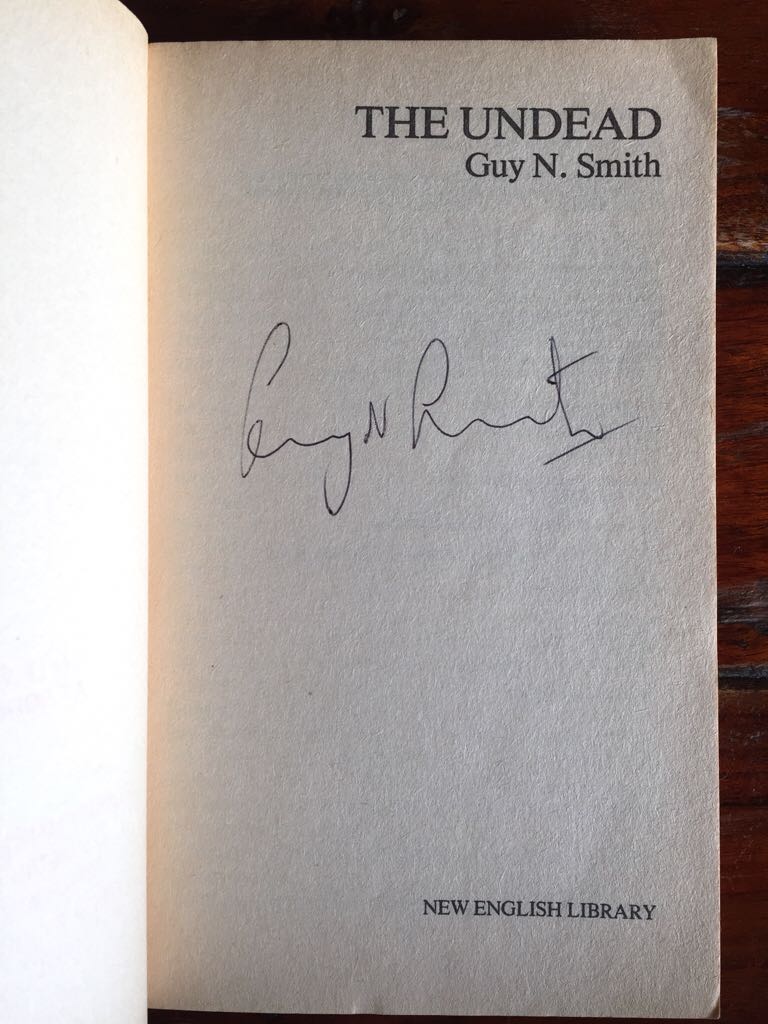 THE UNDEAD
Guy N. Smith
Guy N Smith
NEW ENGLISH LIBRARY